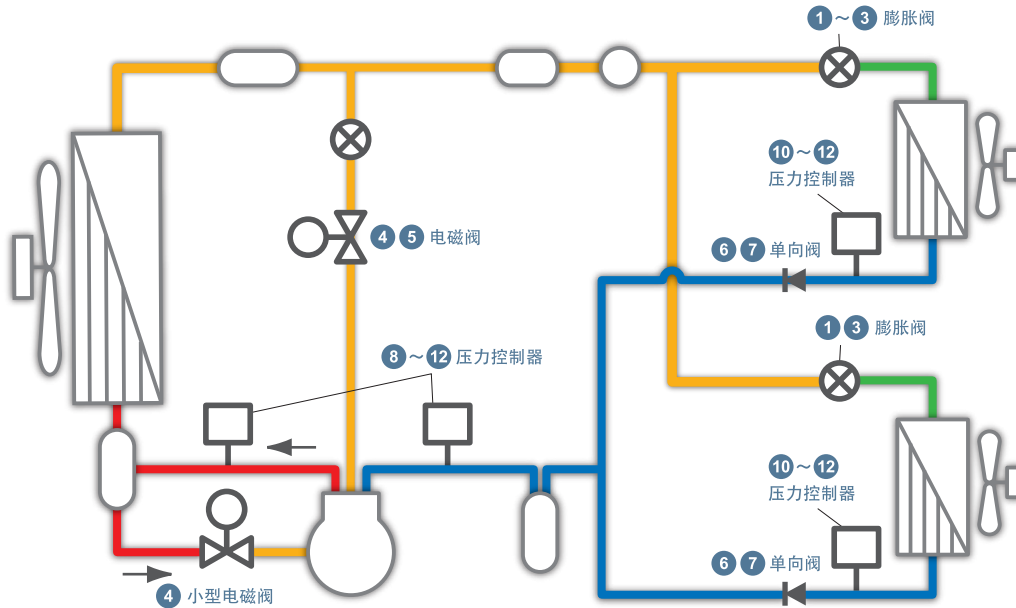 1~3 膨胀阀
10~12
压力控制器
4 5 电磁阀
6 7 单向阀
1 3 膨胀阀
8~12 压力控制器
10~12
压力控制器
6 7 单向阀
4 小型电磁阀